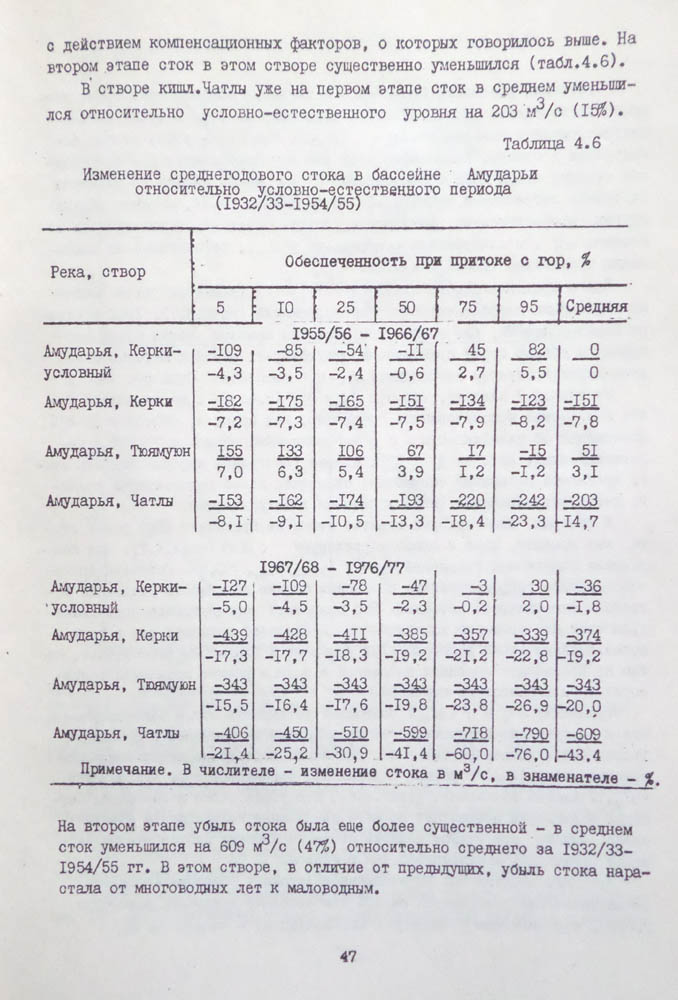 с действием компенсационных факторов, о которых говорилось выше. На
втором этапе сток в этом створе существенно уменьшился (табл.4.6).
В створе кишл.Чатлы уже на первом этапе сток в среднем уменьши-
лся относительно условно-естественного уровня на 203 м³/с (15%).
Таблица 4.6
Изменение среднегодового стока в бассейне Амударьи
относительно условно-естественного периода
(1932/33-1954/55)
Река, створ
Обеспеченность при притоке с гор, %
5 10 25 50 75 95 Средняя
1955/56 - 1966/67
Амударья, Керки- -109 -85 -54 -11 45 82 0
условный -4,3 -3,5 -2,4 -0,6 2,7 5,5 0
Амударья, Керки -182 -175 -165 -151 -134 -123 -151
-7,2 -7,3 -7,4 -7,5 -7,9 -8,2 -7,8
Амударья, Тюямуюн 155 133 106 67 17 -15 51
7,0 6,3 5,4 3,9 1,2 -1,2 3,1
Амударья, Чатлы -153 -162 -174 -193 -220 -242 -203
-8,1 -9,1 -10,5 -13,3 -18,4 -23,3 -14,7
1967/68 - 1976/77
Амударья, Керки- -127 -109 -78 -47 -3 30 -36
условный -5,0 -4,5 -3,5 -2,3 -0,2 2,0 -1,8
Амударья, Керки -439 -428 -411 -385 -357 -339 -374
-17,3 -17,7 -18,3 -19,2 -21,2 -22,8 -19,2
Амударья, Тюямуюн -343 -343 -343 -343 -343 -343 -343
-15,5 -16,4 -17,6 -19,8 -23,8 -26,9 -20,0
Амударья, Чатлы -406 -450 -510 -599 -718 -790 -609
-21,4 -25,2 -30,9 -41,4 -60,0 -76,0 -43.4
Примечание. В числителе - изменение стока в м³/с, в знаменателе - %.
На втором этапе убыль стока была еще более существенной - в среднем
сток уменьшился на 609 м³/с (47%) относительно среднего за 1932/33-
1954/55 гг. В этом створе, в отличие от предыдущих, убыль стока нара-
стала от многоводных лет к маловодным.
47